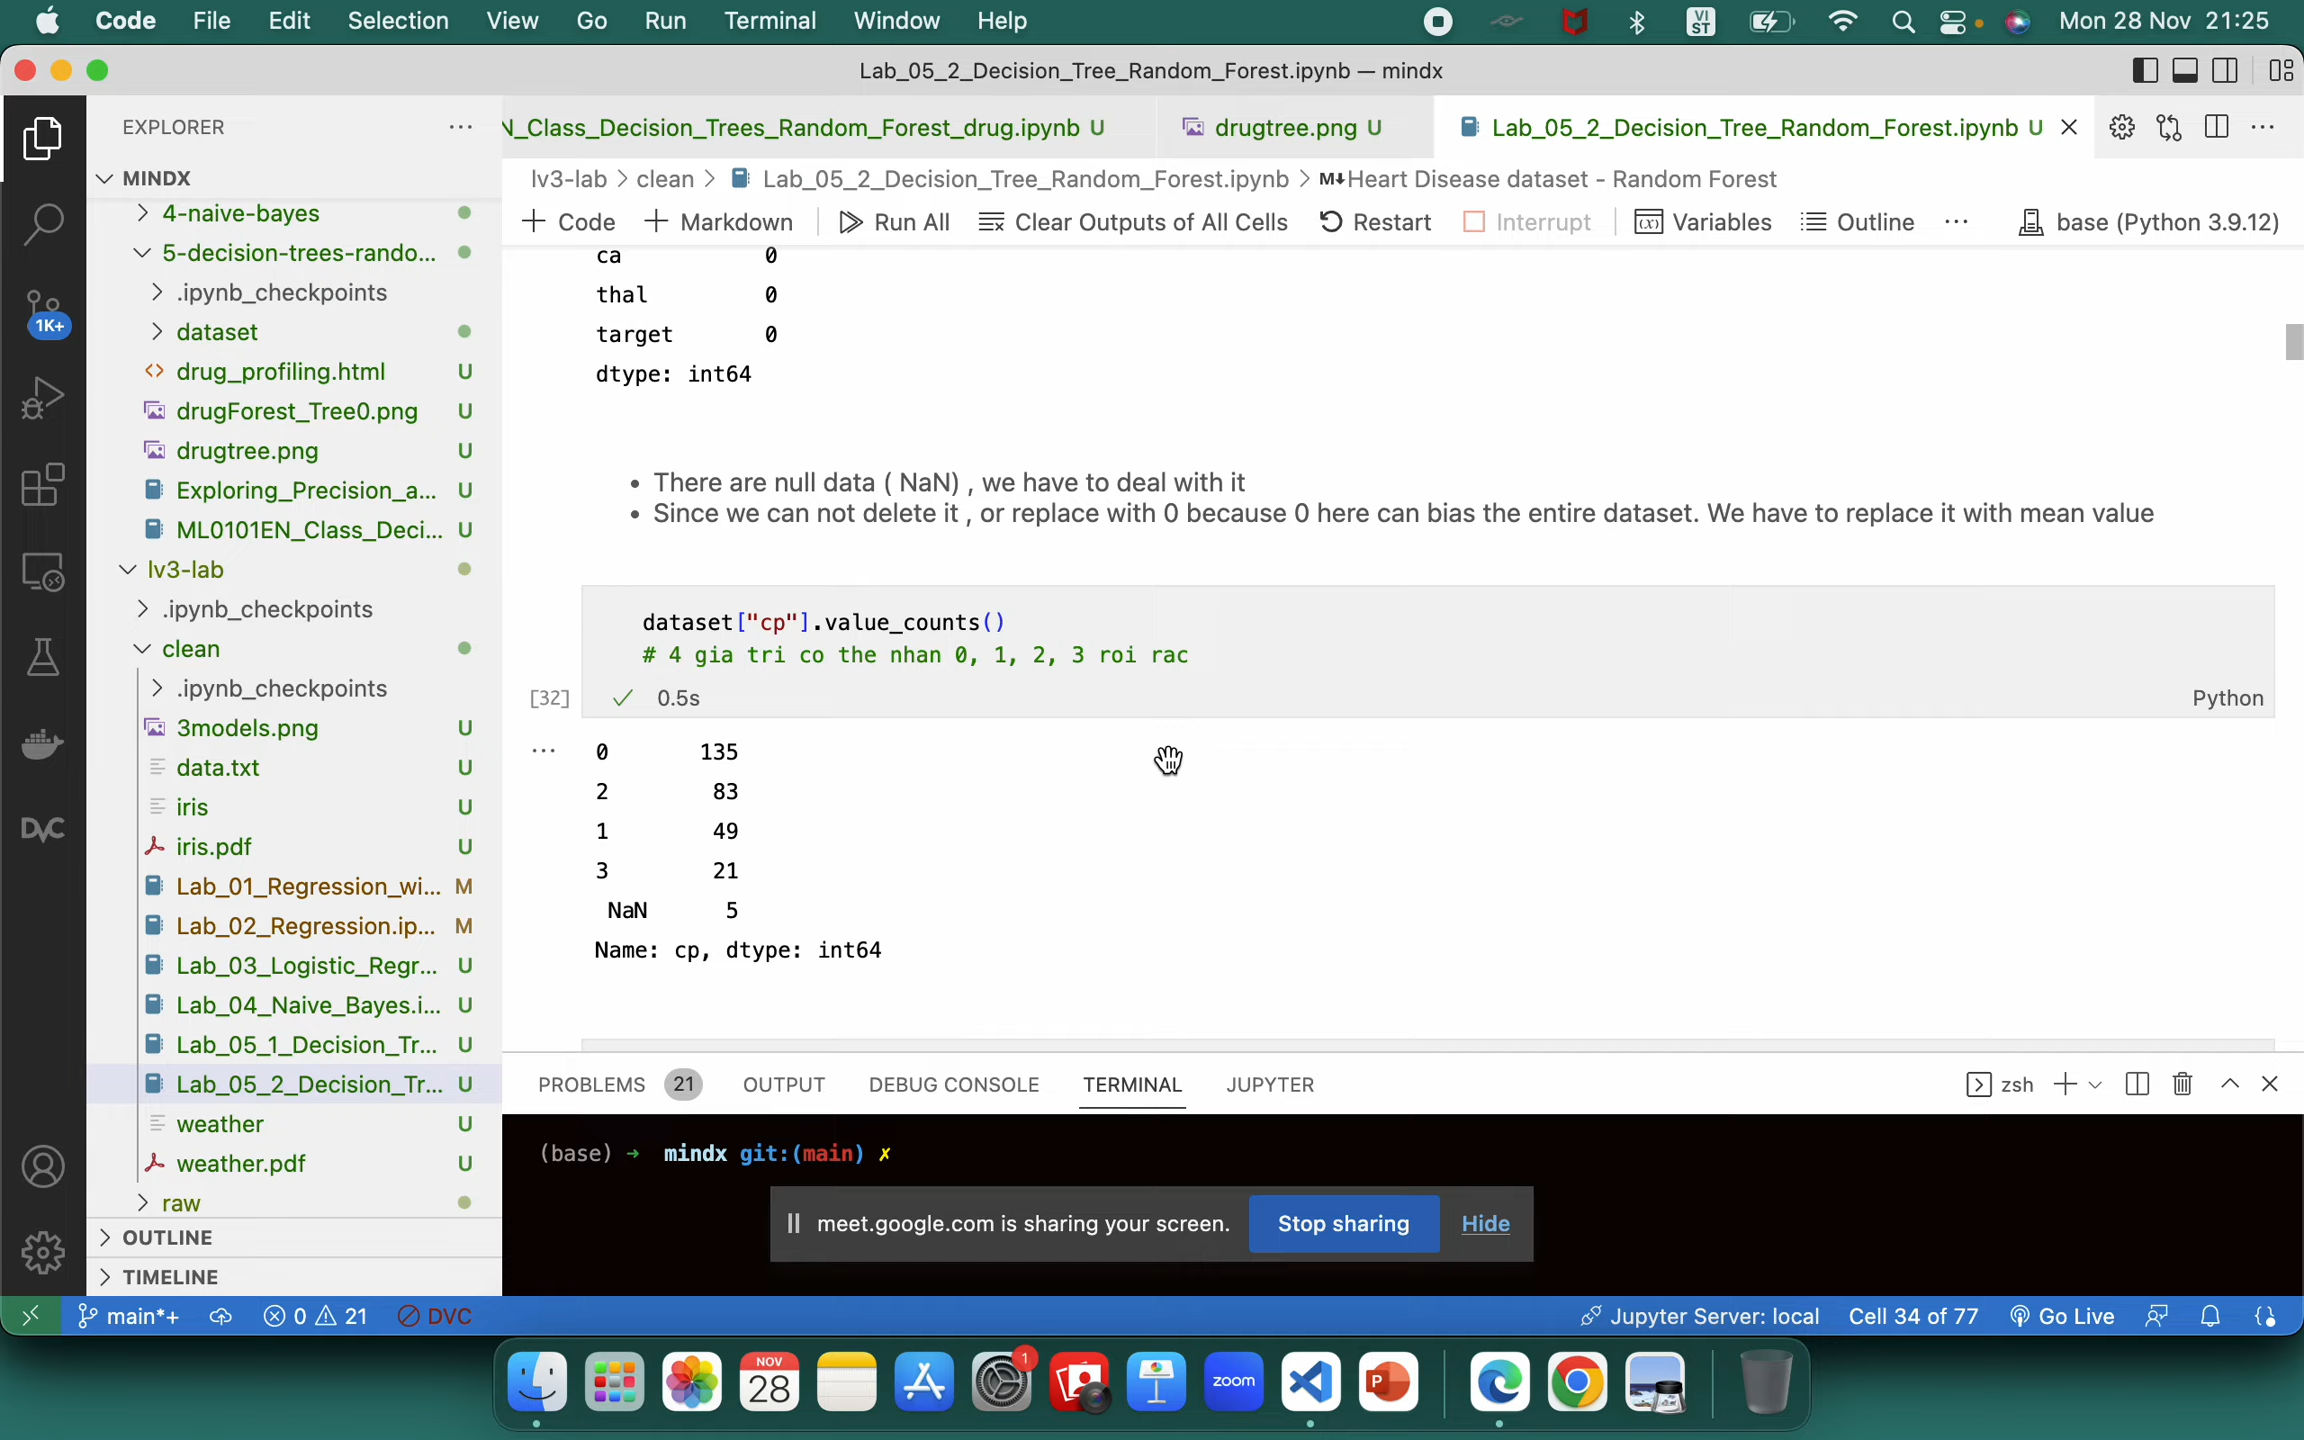 Code File Edit Selection View Go Run Terminal Window Help VI ST Mon 28 Nov 21:25
Lab_05_2_Decision_Tree_Random_Forest.ipynb — mindx
EXPLORER
N_Class_Decision_Trees_Random_Forest_drug.ipynb U drugtree.png U Lab_05_2_Decision_Tree_Random_Forest.ipynb U
MINDX
lv3-lab > clean > Lab_05_2_Decision_Tree_Random_Forest.ipynb > M↓Heart Disease dataset - Random Forest
+ Code + Markdown Run All Clear Outputs of All Cells Restart Interrupt Variables Outline ... base (Python 3.9.12)
4-naive-bayes
5-decision-trees-rando...
.ipynb_checkpoints
dataset
drug_profiling.html U
drugForest_Tree0.png U
drugtree.png U
Exploring_Precision_a... U
ML0101EN_Class_Deci... U
lv3-lab
.ipynb_checkpoints
clean
.ipynb_checkpoints
3models.png U
data.txt U
iris U
iris.pdf U
Lab_01_Regression_wi... M
Lab_02_Regression.ip... M
Lab_03_Logistic_Regr... U
Lab_04_Naive_Bayes.i... U
Lab_05_1_Decision_Tr... U
Lab_05_2_Decision_Tr... U
weather U
weather.pdf U
raw
OUTLINE
TIMELINE
1K+
DVC
ca 0
thal 0
target 0
dtype: int64
• There are null data ( NaN) , we have to deal with it
• Since we can not delete it , or replace with 0 because 0 here can bias the entire dataset. We have to replace it with mean value
dataset["cp"].value_counts()
# 4 gia tri co the nhan 0, 1, 2, 3 roi rac
[32] ✓ 0.5s Python
... 0 135
2 83
1 49
3 21
NaN 5
Name: cp, dtype: int64
PROBLEMS 21 OUTPUT DEBUG CONSOLE TERMINAL JUPYTER zsh
(base) → mindx git:(main) ✗
meet.google.com is sharing your screen. Stop sharing Hide
main*+ 0 21 DVC Jupyter Server: local Cell 34 of 77 Go Live
NOV
28
1
zoom
P